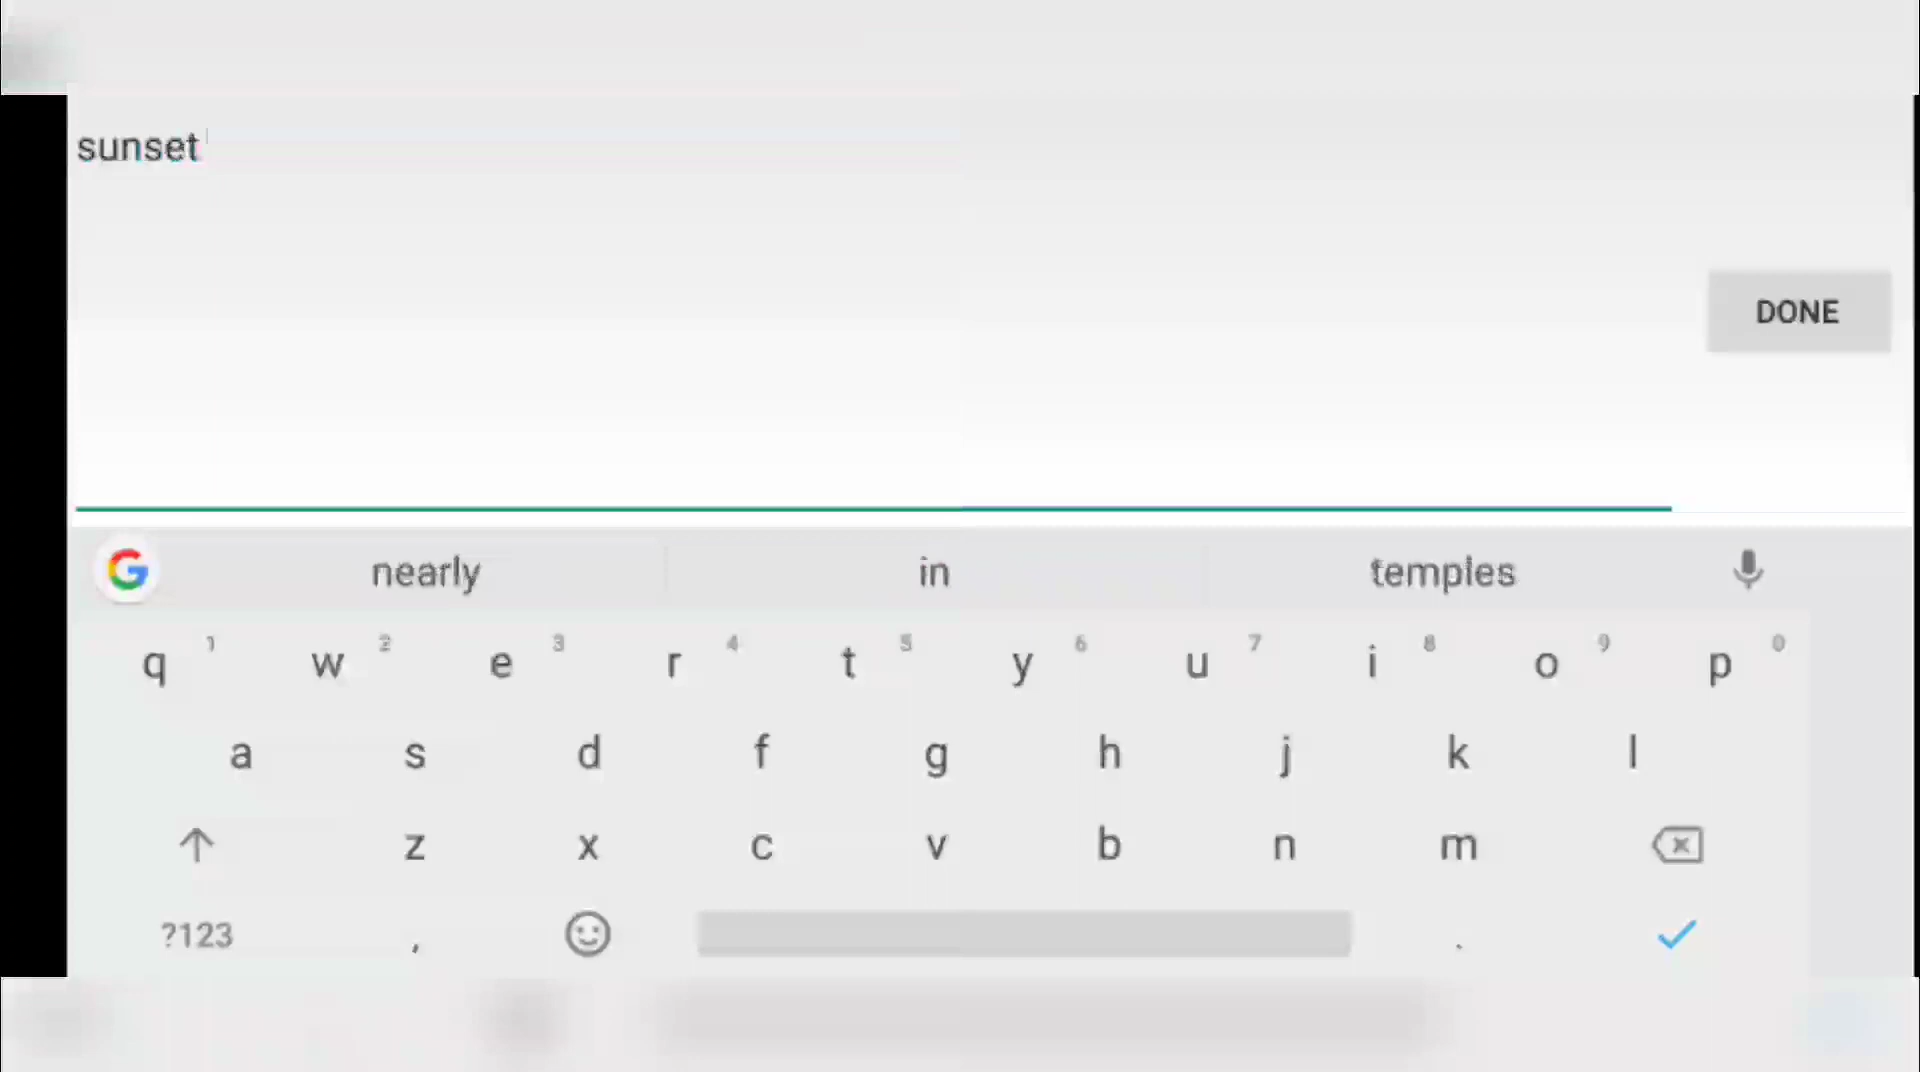 sunset
DONE
nearly in temples
q 1 w 2 e 3 r 4 t 5 y 6 u 7 i 8 o 9 p 0
a s d f g h j k l
z x c v b n m
?123 , .